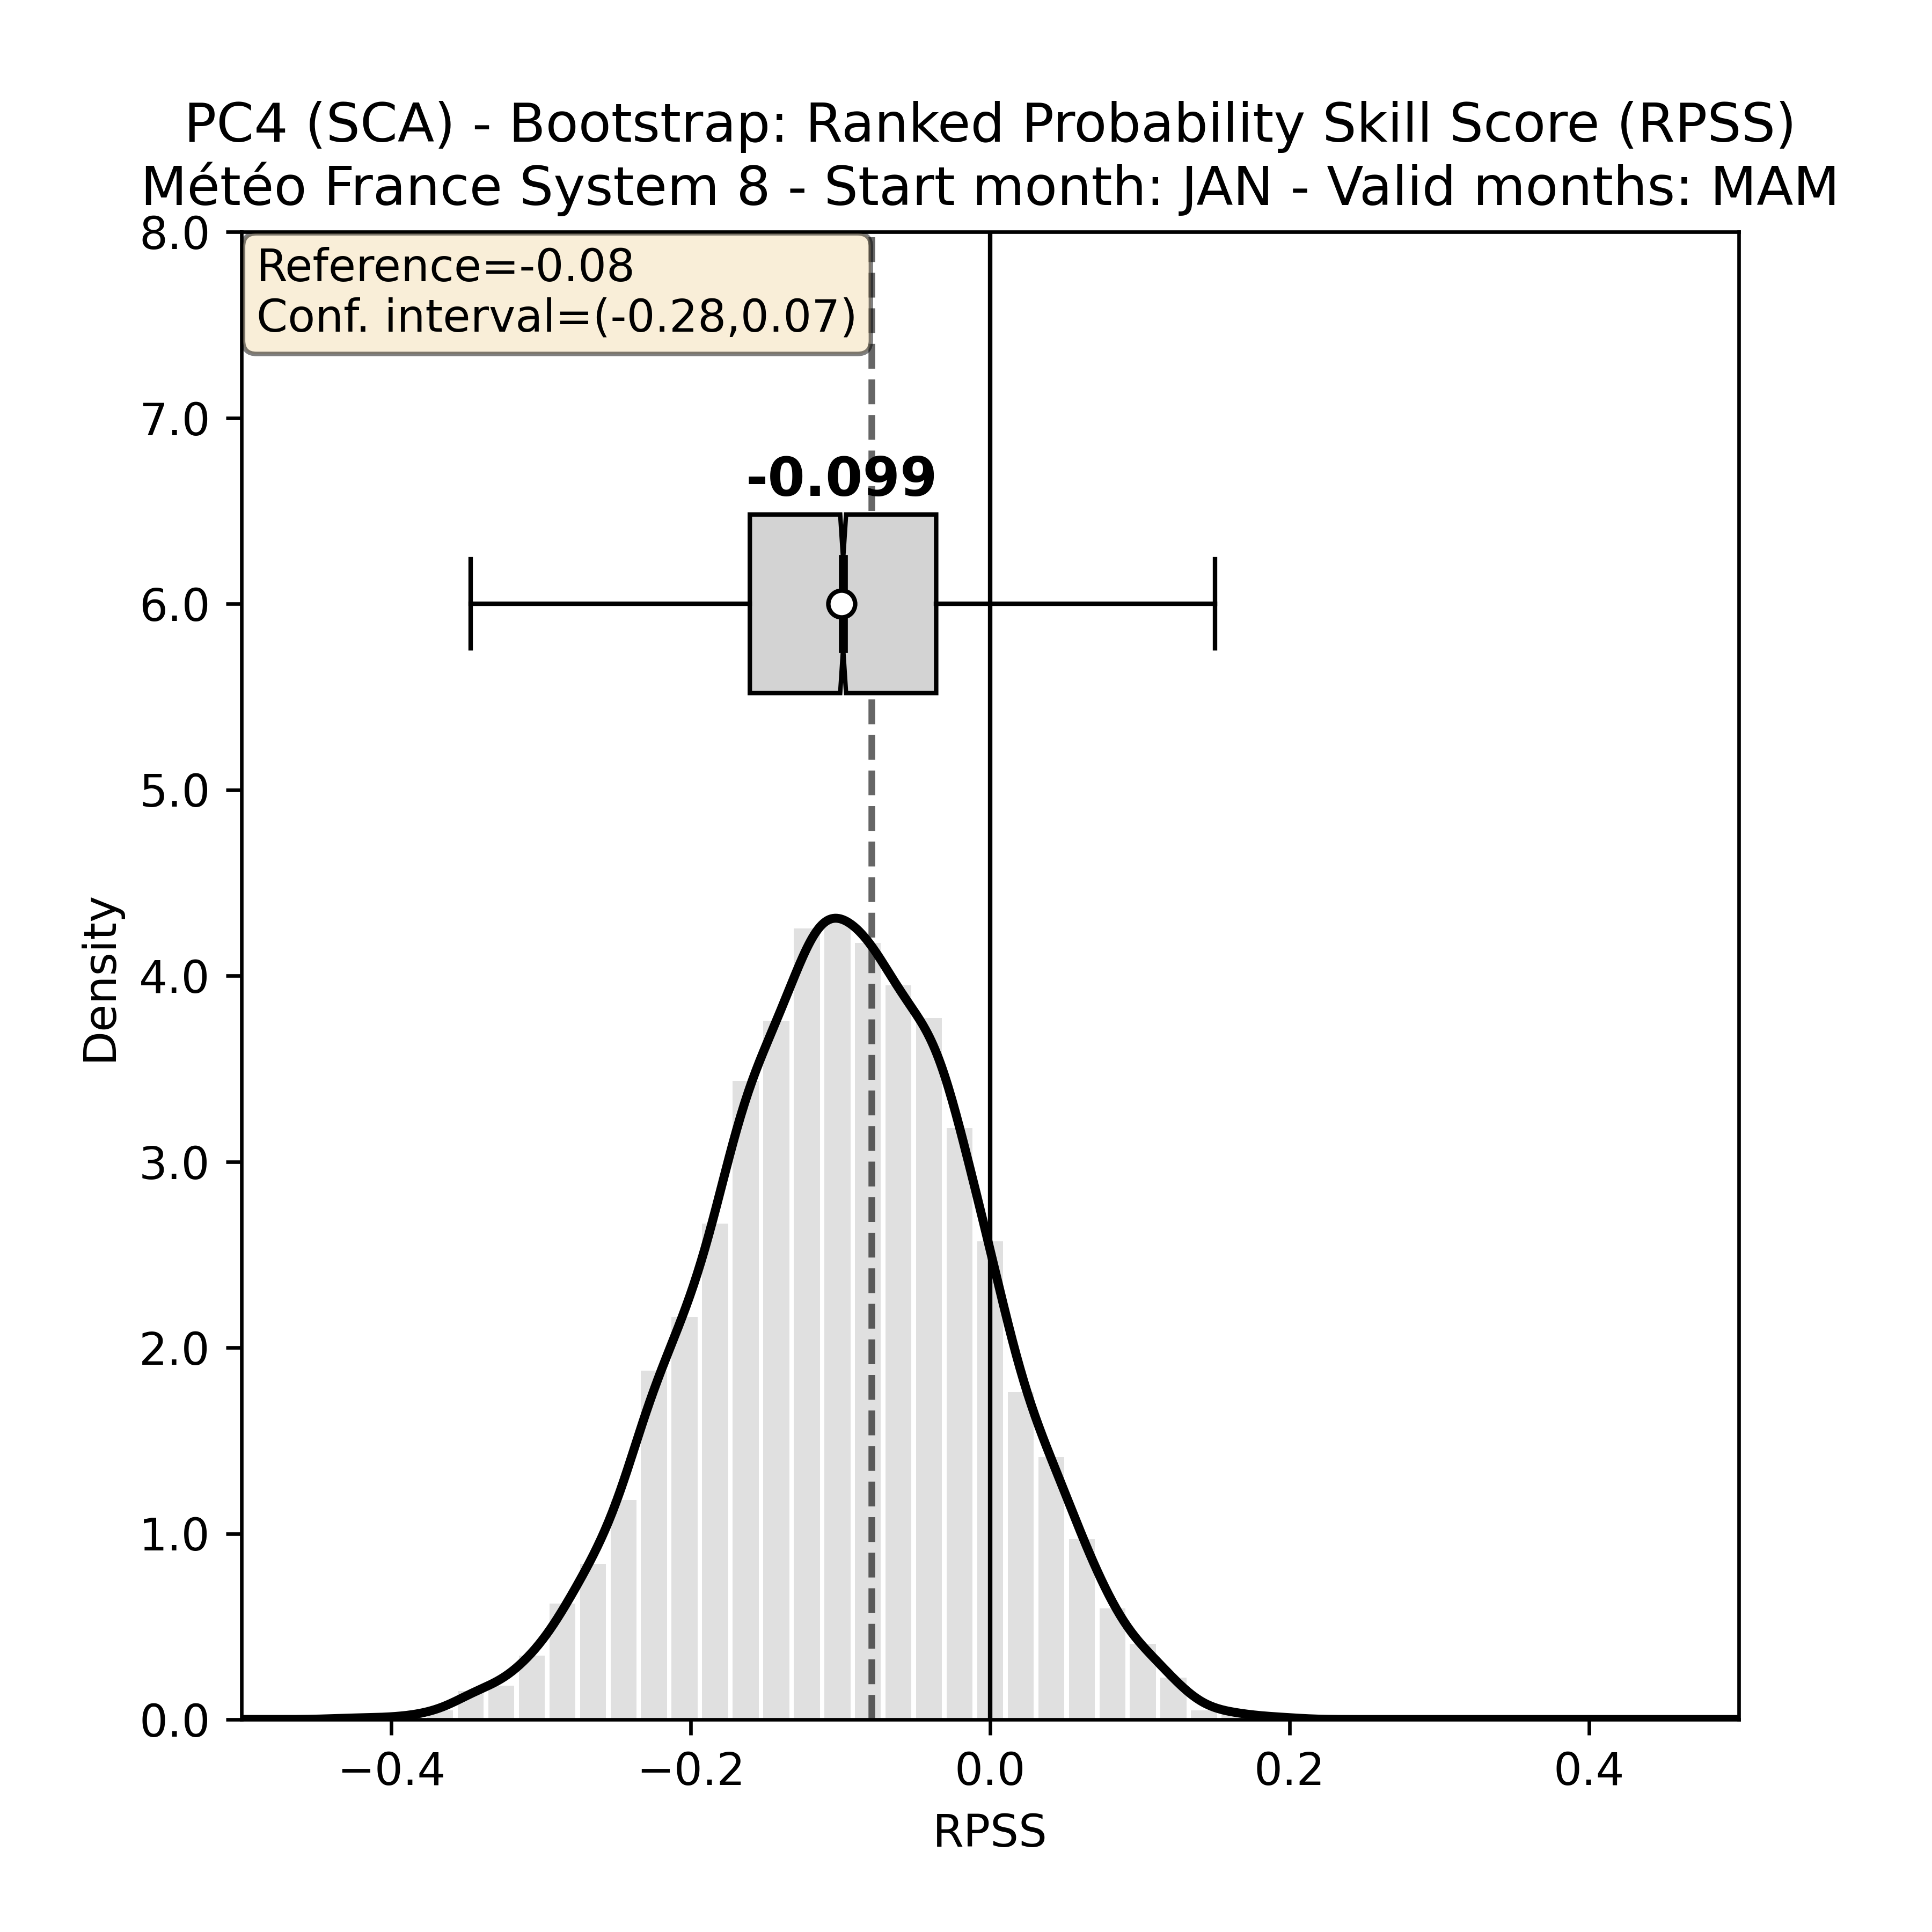 PC4 (SCA) - Bootstrap: Ranked Probability Skill Score (RPSS)
Météo France System 8 - Start month: JAN - Valid months: MAM
8.0
Reference=-0.08
Conf. interval=(-0.28,0.07)
7.0
-0.099
6.0
5.0
Density
4.0
3.0
2.0
1.0
0.0
−0.4 −0.2 0.0 0.2 0.4
RPSS